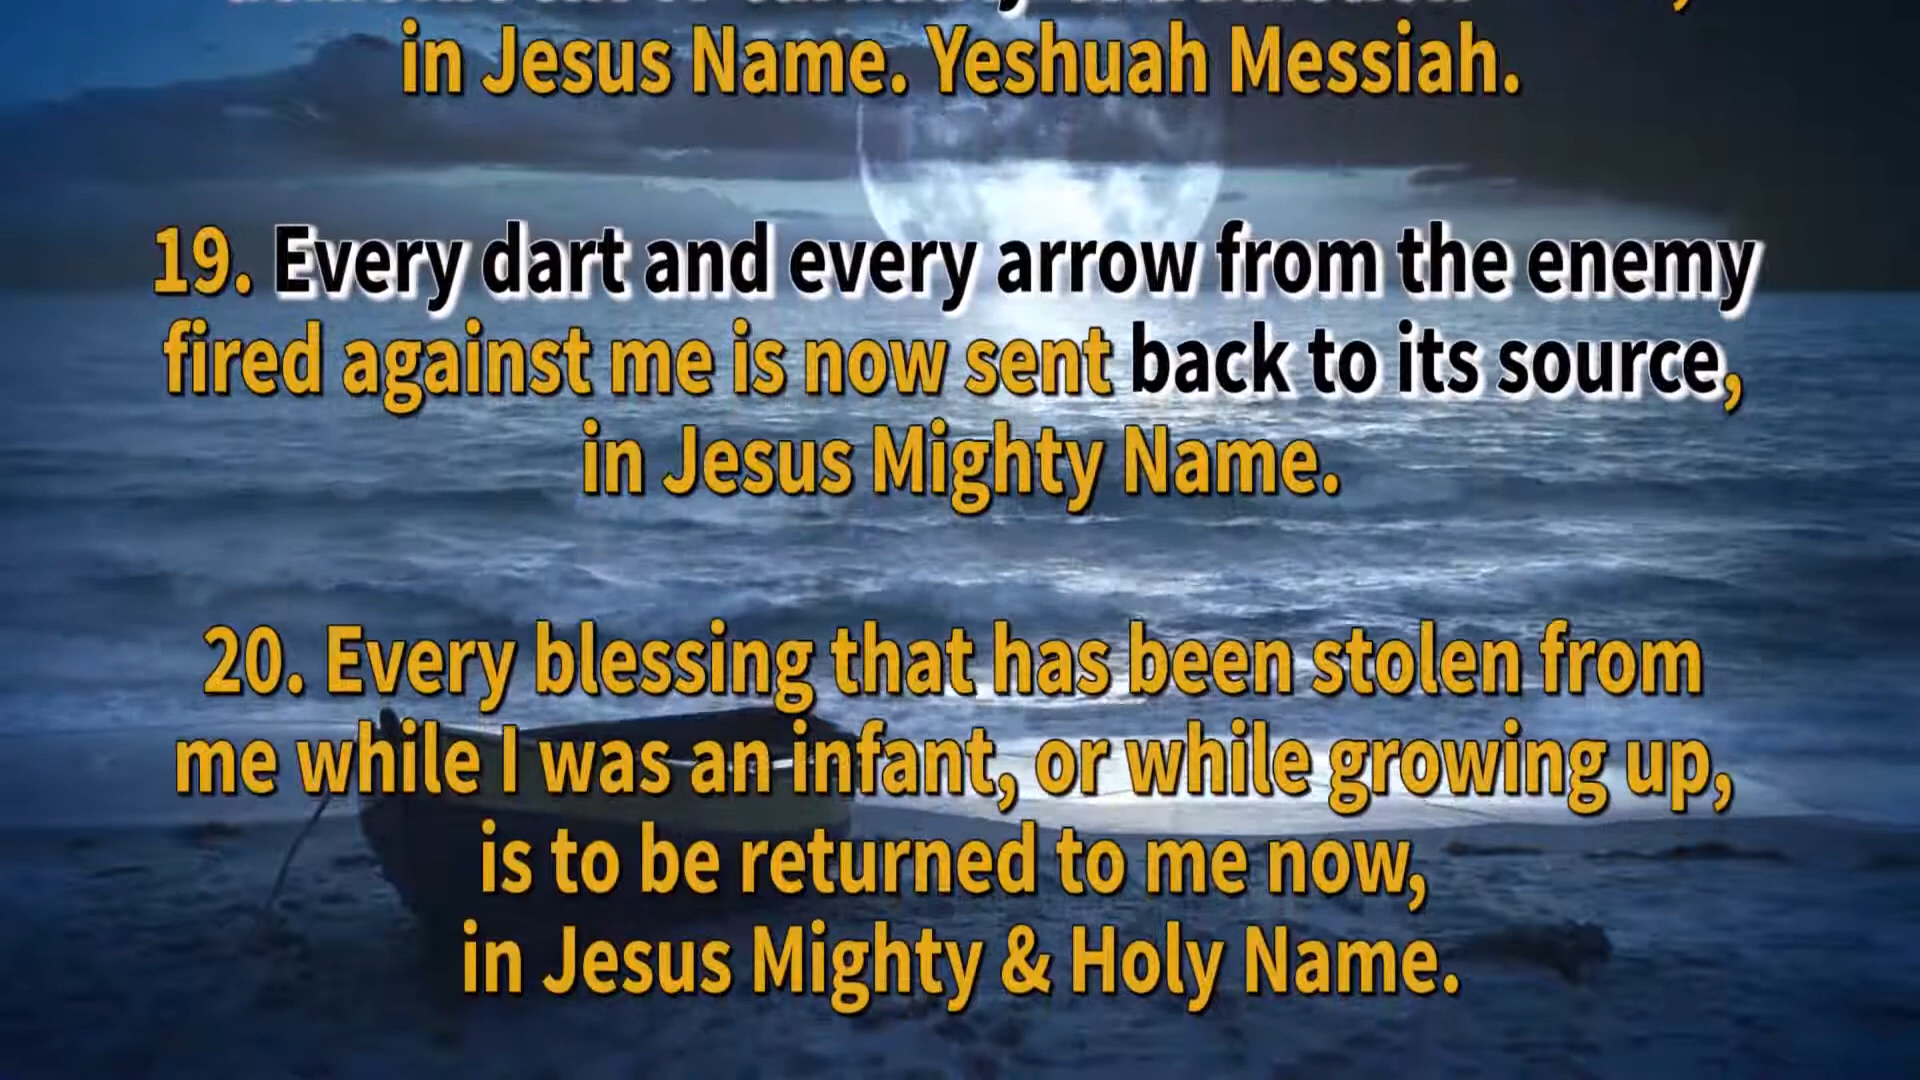 in Jesus Name. Yeshuah Messiah.
19. Every dart and every arrow from the enemy
fired against me is now sent back to its source,
in Jesus Mighty Name.
20. Every blessing that has been stolen from
me while I was an infant, or while growing up,
is to be returned to me now,
in Jesus Mighty & Holy Name.